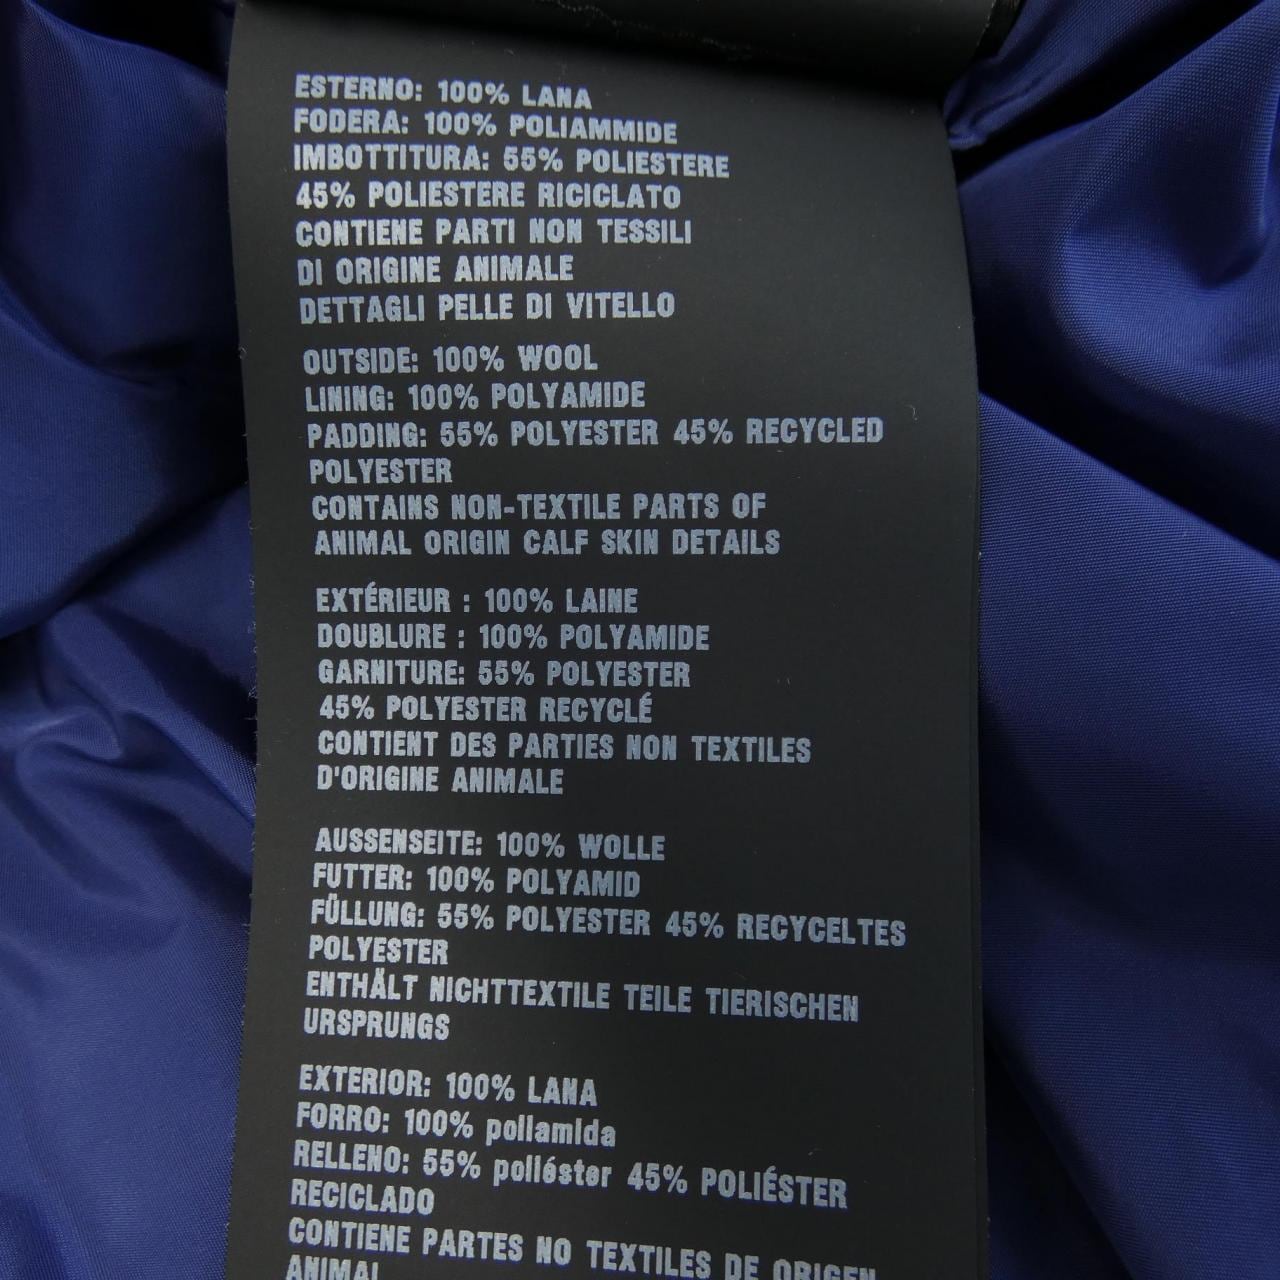 ESTERNO: 100% LANA
FODERA: 100% POLIAMMIDE
IMBOTTITURA: 55% POLIESTERE
45% POLIESTERE RICICLATO
CONTIENE PARTI NON TESSILI
DI ORIGINE ANIMALE
DETTAGLI PELLE DI VITELLO
OUTSIDE: 100% WOOL
LINING: 100% POLYAMIDE
PADDING: 55% POLYESTER 45% RECYCLED
POLYESTER
CONTAINS NON-TEXTILE PARTS OF
ANIMAL ORIGIN CALF SKIN DETAILS
EXTÉRIEUR : 100% LAINE
DOUBLURE : 100% POLYAMIDE
GARNITURE: 55% POLYESTER
45% POLYESTER RECYCLÉ
CONTIENT DES PARTIES NON TEXTILES
D'ORIGINE ANIMALE
AUSSENSEITE: 100% WOLLE
FUTTER: 100% POLYAMID
FÜLLUNG: 55% POLYESTER 45% RECYCELTES
POLYESTER
ENTHÄLT NICHTTEXTILE TEILE TIERISCHEN
URSPRUNGS
EXTERIOR: 100% LANA
FORRO: 100% poliamida
RELLENO: 55% poliéster 45% POLIÉSTER
RECICLADO
CONTIENE PARTES NO TEXTILES DE ORIGEN
ANIMAL